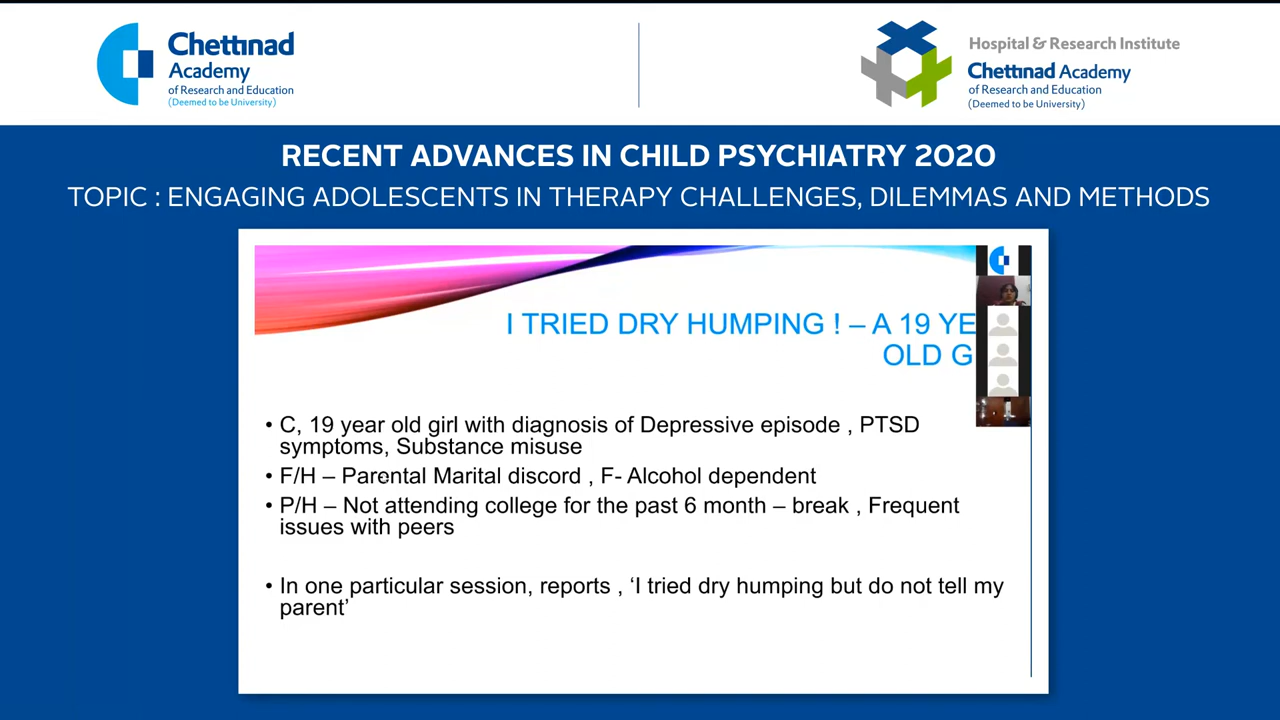 Chettinad
Academy
of Research and Education
(Deemed to be University)
Hospital & Research Institute
Chettinad Academy
of Research and Education
(Deemed to be University)
RECENT ADVANCES IN CHILD PSYCHIATRY 2020
TOPIC : ENGAGING ADOLESCENTS IN THERAPY CHALLENGES, DILEMMAS AND METHODS
I TRIED DRY HUMPING ! – A 19 YE
OLD G
• C, 19 year old girl with diagnosis of Depressive episode , PTSD
symptoms, Substance misuse
• F/H – Parental Marital discord , F- Alcohol dependent
• P/H – Not attending college for the past 6 month – break , Frequent
issues with peers
• In one particular session, reports , ‘I tried dry humping but do not tell my
parent’